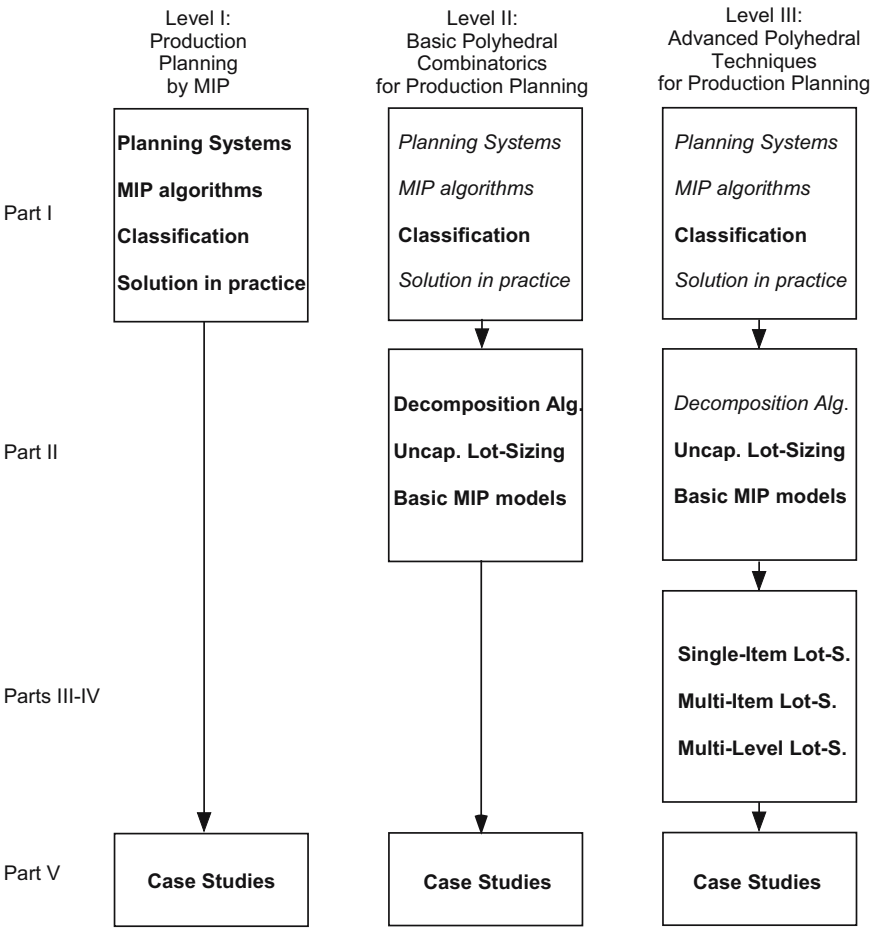 Level I:
Production
Planning
by MIP
Level II:
Basic Polyhedral
Combinatorics
for Production Planning
Level III:
Advanced Polyhedral
Techniques
for Production Planning
Part I
Planning Systems
MIP algorithms
Classification
Solution in practice
Planning Systems
MIP algorithms
Classification
Solution in practice
Planning Systems
MIP algorithms
Classification
Solution in practice
Part II
Decomposition Alg.
Uncap. Lot-Sizing
Basic MIP models
Decomposition Alg.
Uncap. Lot-Sizing
Basic MIP models
Parts III-IV
Single-Item Lot-S.
Multi-Item Lot-S.
Multi-Level Lot-S.
Part V
Case Studies
Case Studies
Case Studies